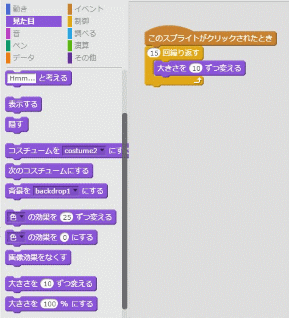 動き
イベント
見た目
制御
音
調べる
ペン
演算
データ
その他
Hmm... と考える
表示する
隠す
コスチュームを costume2 にす
次のコスチュームにする
背景を backdrop1 にする
色 の効果を 25 ずつ変える
色 の効果を 0 にする
画像効果をなくす
大きさを 10 ずつ変える
大きさを 100 % にする
このスプライトがクリックされたとき
15 回繰り返す
大きさを 10 ずつ変える